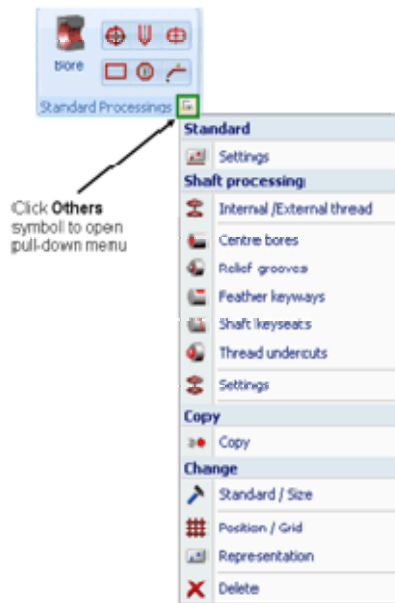 Bore
Standard Processings
Click Others
symbol to open
pull-down menu
Standard
Settings
Shaft processing
Internal /External thread
Centre bores
Relief grooves
Feather keyways
Shaft keyseats
Thread undercuts
Settings
Copy
Copy
Change
Standard / Size
Position / Grid
Representation
Delete